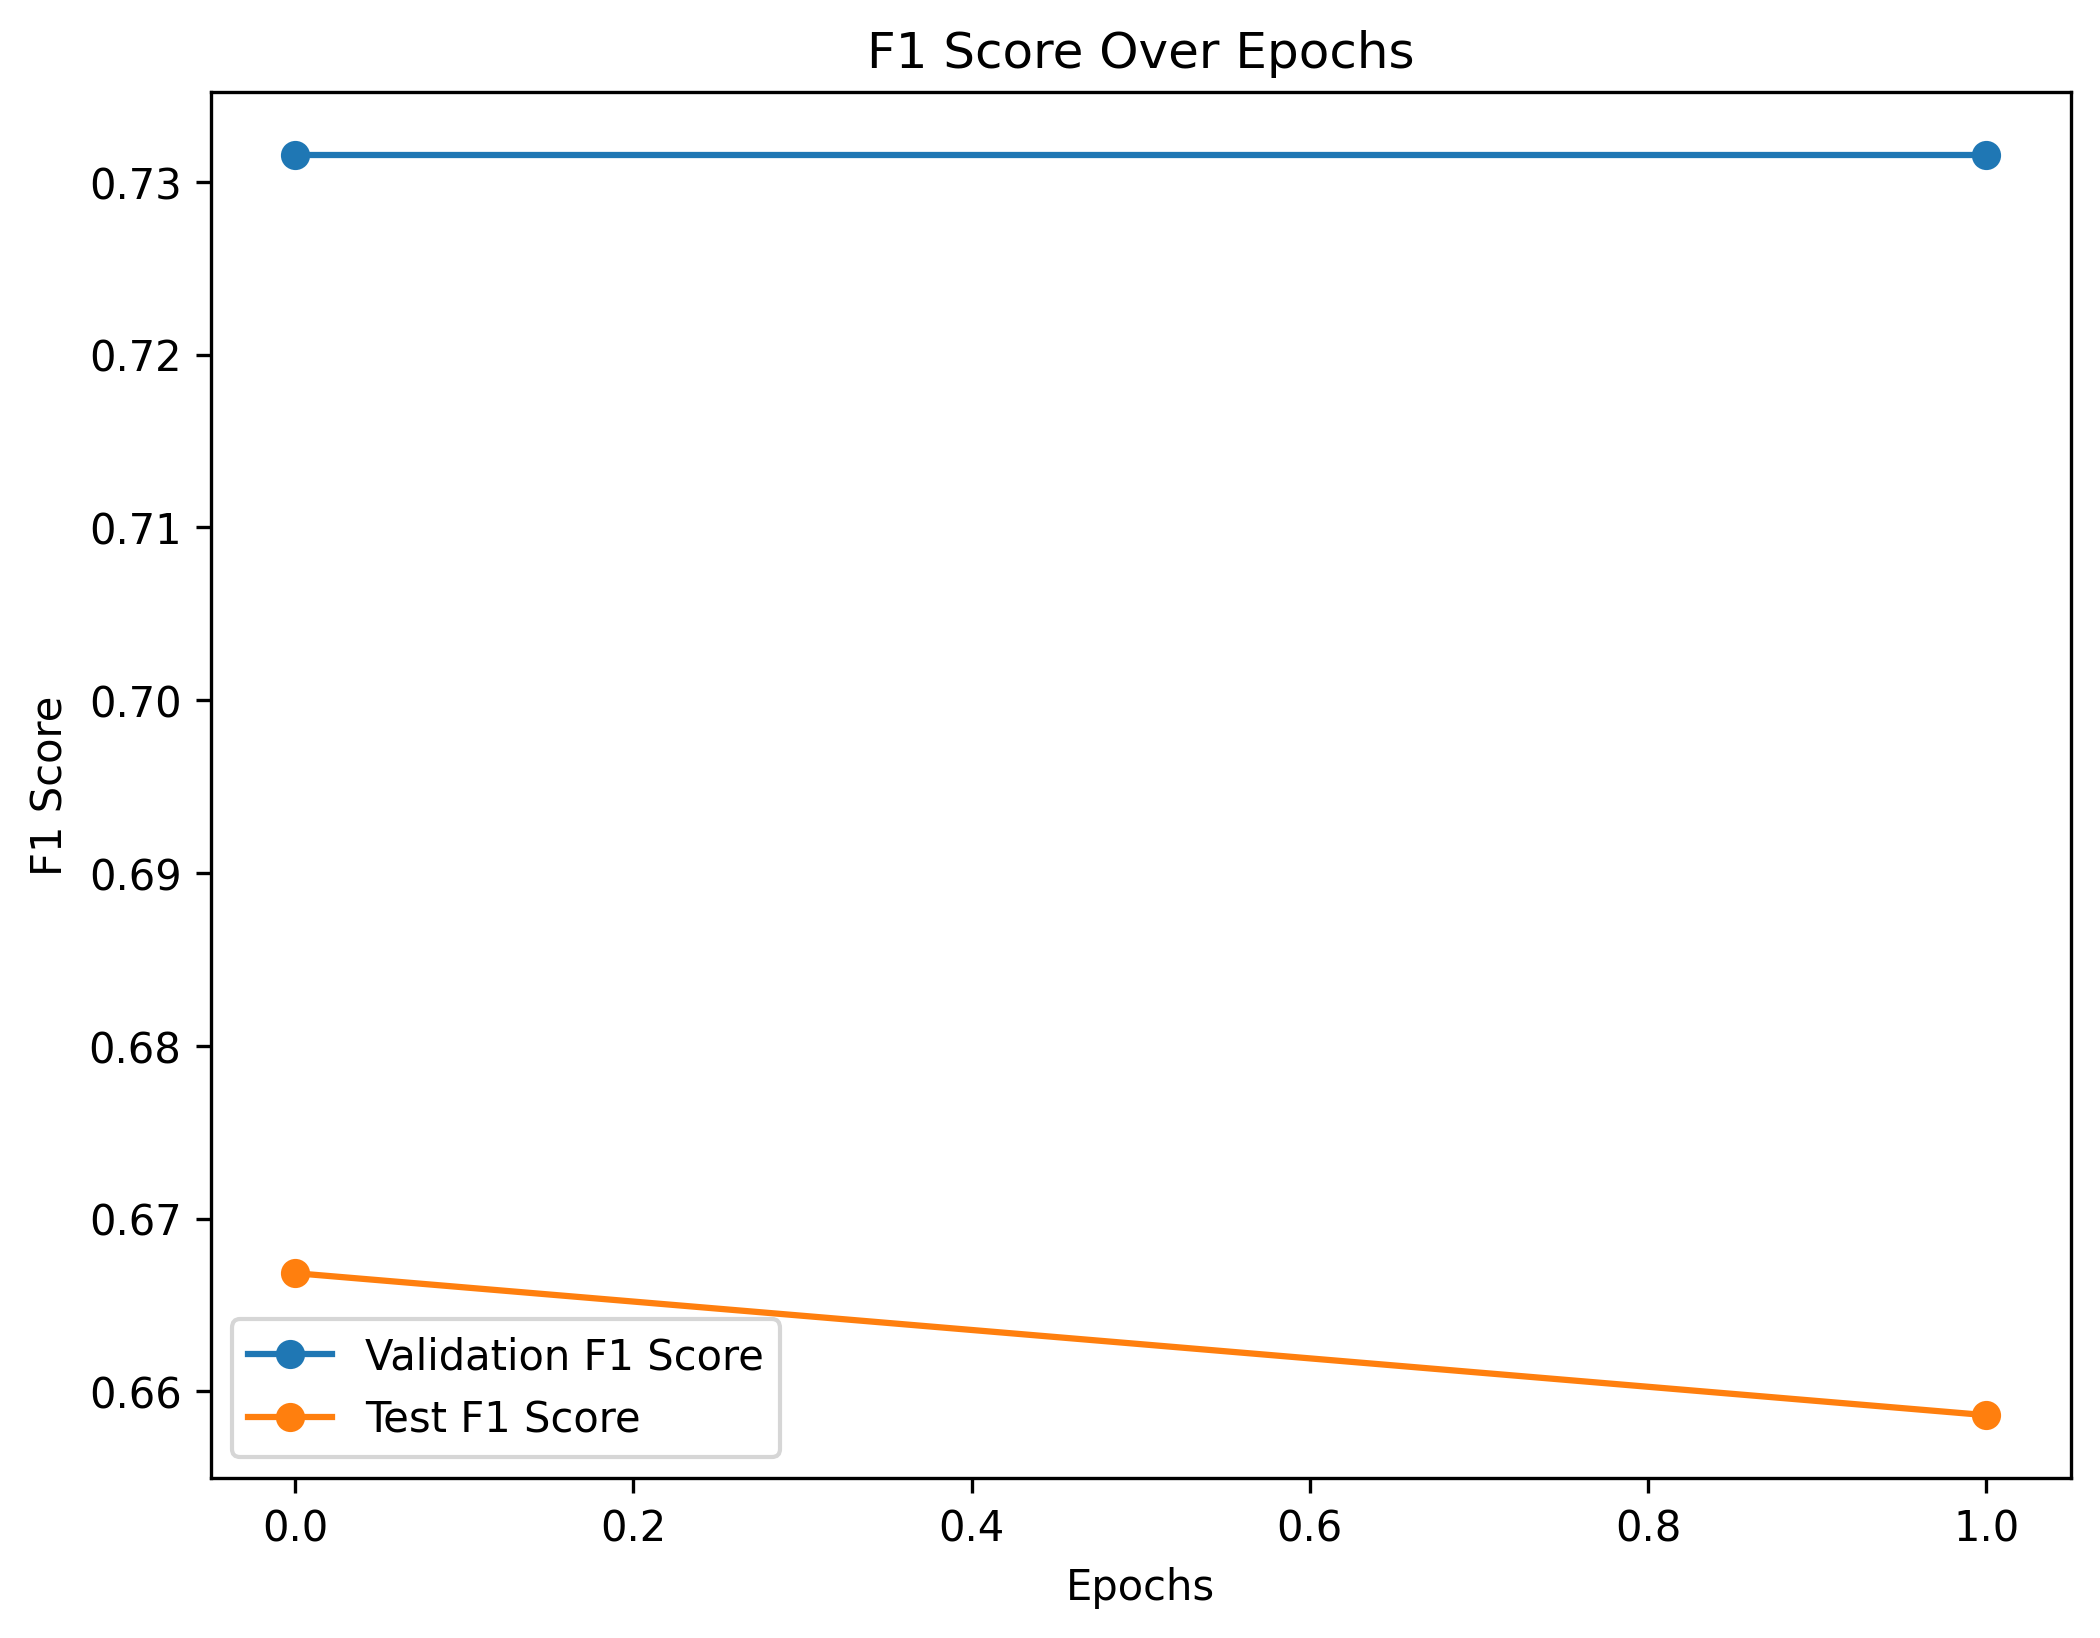 F1 Score Over Epochs
F1 Score
0.73
0.72
0.71
0.70
0.69
0.68
0.67
0.66
Validation F1 Score
Test F1 Score
0.0 0.2 0.4 0.6 0.8 1.0
Epochs